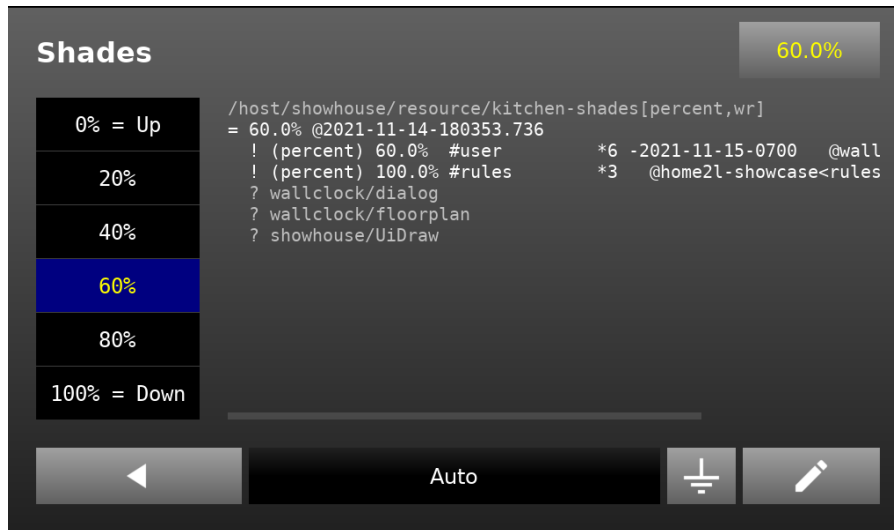 Shades
60.0%
0% = Up
20%
40%
60%
80%
100% = Down
/host/showhouse/resource/kitchen-shades[percent,wr]
= 60.0% @2021-11-14-180353.736
! (percent) 60.0%  #user         *6 -2021-11-15-0700   @wall
! (percent) 100.0% #rules        *3   @home2l-showcase<rules
? wallclock/dialog
? wallclock/floorplan
? showhouse/UiDraw
Auto